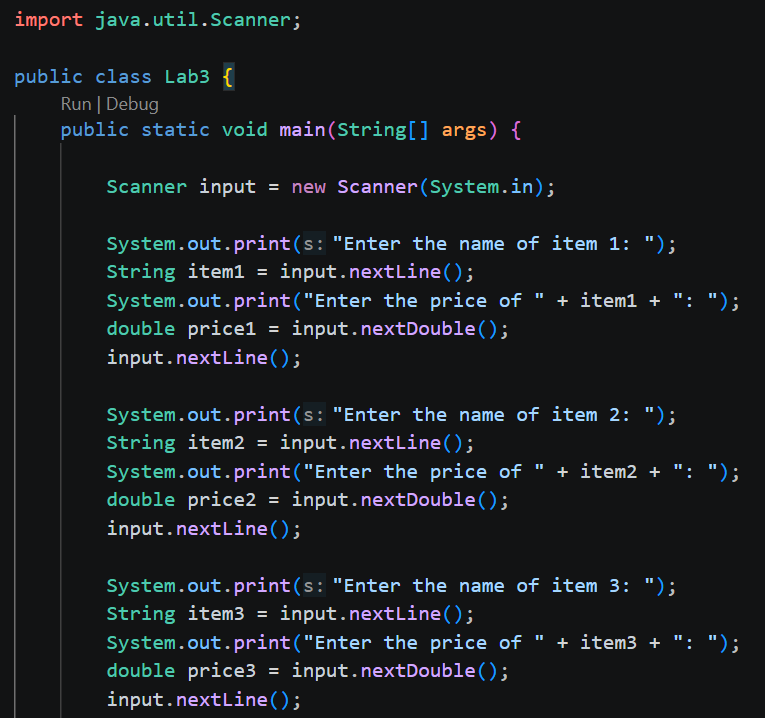 import java.util.Scanner;
public class Lab3 {
Run | Debug
public static void main(String[] args) {
Scanner input = new Scanner(System.in);
System.out.print(s: "Enter the name of item 1: ");
String item1 = input.nextLine();
System.out.print("Enter the price of " + item1 + ": ");
double price1 = input.nextDouble();
input.nextLine();
System.out.print(s: "Enter the name of item 2: ");
String item2 = input.nextLine();
System.out.print("Enter the price of " + item2 + ": ");
double price2 = input.nextDouble();
input.nextLine();
System.out.print(s: "Enter the name of item 3: ");
String item3 = input.nextLine();
System.out.print("Enter the price of " + item3 + ": ");
double price3 = input.nextDouble();
input.nextLine();